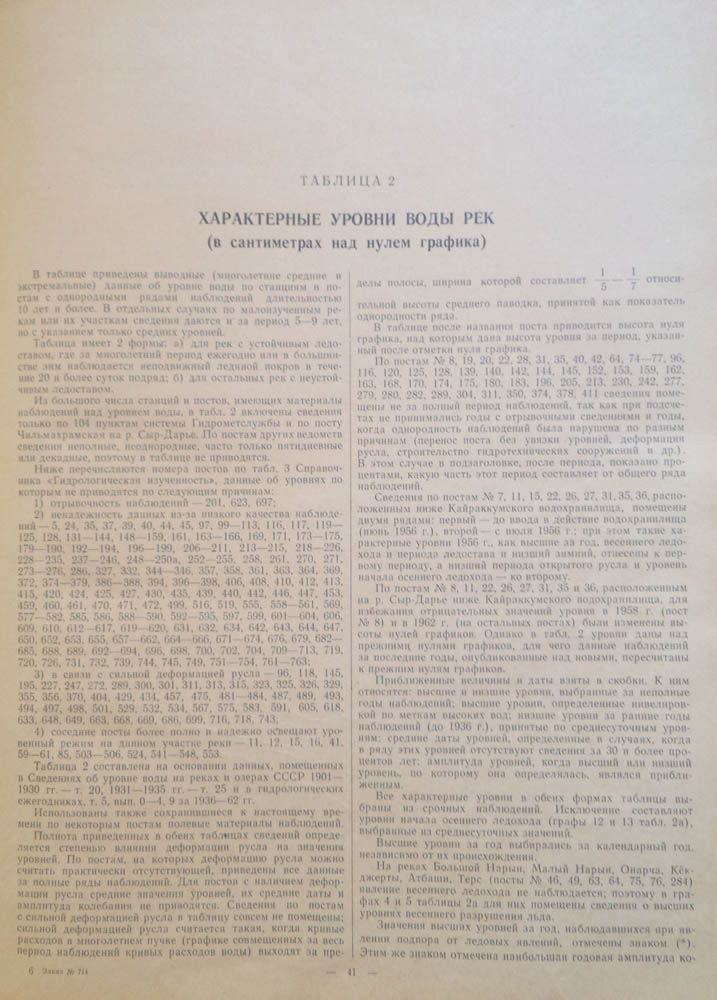 ТАБЛИЦА 2
ХАРАКТЕРНЫЕ УРОВНИ ВОДЫ РЕК
(в сантиметрах над нулем графика)
В таблице приведены выводные (многолетние средние и
экстремальные) данные об уровне воды по станциям и по-
стам с однородными рядами наблюдений длительностью
10 лет и более. В отдельных случаях по малоизученным ре-
кам или их участкам сведения даются и за период 5—9 лет,
но с указанием только средних уровней.
Таблица имеет 2 формы: а) для рек с устойчивым ледо-
ставом, где за многолетний период ежегодно или в большин-
стве зим наблюдается неподвижный ледяной покров в тече-
ние 20 и более суток подряд; б) для остальных рек с неустой-
чивым ледоставом.
Из большого числа станций и постов, имеющих материалы
наблюдений над уровнем воды, в табл. 2 включены сведения
только по 104 пунктам системы Гидрометслужбы и по посту
Чильмахрамская на р. Сыр-Дарье. По постам других ведомств
сведения неполные, неоднородные, часто только пятидневные
или декадные, поэтому в таблице не приводятся.
Ниже перечисляются номера постов по табл. 3 Справоч-
ника «Гидрологическая изученность», данные об уровнях по
которым не приводятся по следующим причинам:
1) отрывочность наблюдений — 201, 623, 697;
2) ненадежность данных из-за низкого качества наблюде-
ний — 5, 24, 35, 37, 39, 40, 44, 45, 97, 99—113, 116, 117, 119—
125, 128, 131—144, 148—159, 161, 163—166, 169, 171, 173—175,
179—190, 192—194, 196—199, 206—211, 213—215, 218—226,
228—235, 237—246, 248—250а, 252—255, 258, 261, 270, 271,
273—276, 286, 327, 332, 344—346, 357, 358, 361, 363, 364, 369,
372, 374—379, 386—388, 394, 396—398, 406, 408, 410, 412, 413,
415, 420, 424, 425, 427, 430, 435, 439, 440, 442, 446, 447, 453,
459, 460, 461, 470, 471, 472, 499, 516, 519, 555, 558—561, 569,
577—582, 585, 586, 588—590, 592—595, 597, 599, 601—604, 606,
609, 610, 612—617, 619—620, 631, 632, 634, 642, 643, 644, 647,
650, 652, 653, 655, 657—662, 664—666, 671—674, 676, 679, 682—
685, 688, 689, 692—694, 696, 698, 700, 702, 704, 709—713, 719,
720, 726, 731, 732, 739, 744, 745, 749, 751—754, 761—763;
3) в связи с сильной деформацией русла — 96, 118, 145,
195, 227, 247, 272, 289, 300, 301, 311, 313, 315, 323, 325, 326, 329,
355, 356, 370, 404, 429, 434, 457, 475, 481—484, 487, 489, 493,
494, 497, 498, 501, 529, 532, 534, 567, 575, 583, 591, 605, 618,
633, 648, 649, 663, 668, 669, 686, 699, 716, 718, 743;
4) соседние посты более полно и надежно освещают уро-
венный режим на данном участке реки — 11, 12, 15, 16, 41,
59—61, 85, 503—506, 524, 541—548, 553.
Таблица 2 составлена на основании данных, помещенных
в Сведениях об уровне воды на реках и озерах СССР 1901—
1930 гг. — т. 20, 1931—1935 гг. — т. 25 и в гидрологических
ежегодниках, т. 5, вып. 0—4, 9 за 1936—62 гг.
Использованы также сохранившиеся к настоящему вре-
мени по некоторым постам полевые материалы наблюдений.
Полнота приведенных в обеих таблицах сведений опреде-
ляется степенью влияния деформации русла на значения
уровней. По постам, на которых деформацию русла можно
считать практически отсутствующей, приведены все данные
за полные ряды наблюдений. Для постов с наличием дефор-
мации русла средние значения уровней, их средние даты и
амплитуда колебания не приводятся. Сведения по постам
с сильной деформацией русла в таблицу совсем не помещены;
сильной деформацией русла считается такая, когда кривые
расходов в многолетнем пучке (графике совмещенных за весь
период наблюдений кривых расходов воды) выходят за пре-
делы полосы, ширина которой составляет 1/5 — 1/7 относи-
тельной высоты среднего паводка, принятой как показатель
однородности ряда.
В таблице после названия поста приводится высота нуля
графика, над которым дана высота уровня за период, указан-
ный после отметки нуля графика.
По постам № 8, 19, 20, 22, 28, 31, 35, 40, 42, 64, 74—77, 96,
116, 120, 125, 128, 139, 140, 142, 144, 145, 152, 153, 159, 162,
163, 168, 170, 174, 175, 180, 183, 196, 205, 213, 230, 242, 277,
279, 280, 282, 289, 304, 311, 350, 374, 378, 411 сведения поме-
щены не за полный период наблюдений, так как при подсче-
тах не принимались годы с отрывочными сведениями и годы,
когда однородность наблюдений была нарушена по разным
причинам (перенос поста без увязки уровней, деформация
русла, строительство гидротехнических сооружений и др.).
В этом случае в подзаголовке, после периода, показано про-
центами, какую часть этот период составляет от общего ряда
наблюдений.
Сведения по постам № 7, 11, 15, 22, 26, 27, 31, 35, 36, распо-
ложенным ниже Кайраккумского водохранилища, помещены
двумя рядами: первый — до ввода в действие водохранилища
(июнь 1956 г.), второй — с июля 1956 г.; при этом такие ха-
рактерные уровни 1956 г., как высшие за год, весеннего ледо-
хода и периода ледостава и низший зимний, отнесены к пер-
вому периоду, а низший периода открытого русла и уровень
начала осеннего ледохода — ко второму.
По постам № 8, 11, 22, 26, 27, 31, 35 и 36, расположенным
на р. Сыр-Дарье ниже Кайраккумского водохранилища, для
избежания отрицательных значений уровня в 1958 г. (пост
№ 8) и в 1962 г. (на остальных постах) были изменены вы-
соты нулей графиков. Однако в табл. 2 уровни даны над
прежними нулями графиков, для чего данные наблюдений
за последние годы, опубликованные над новыми, пересчитаны
к прежним нулям графиков.
Приближенные величины и даты взяты в скобки. К ним
относятся: высшие и низшие уровни, выбранные за неполные
годы наблюдений; высшие уровни, определенные нивелиров-
кой по меткам высоких вод; низшие уровни за ранние годы
наблюдений (до 1936 г.), принятые по среднесуточным уров-
ням; средние даты уровней, определенные в случаях, когда
в ряду этих уровней отсутствуют сведения за 30 и более про-
центов лет; амплитуда уровней, когда высший или низший
уровень, по которому она определялась, являлся прибли-
женным.
Все характерные уровни в обеих формах таблицы вы-
браны из срочных наблюдений. Исключение составляют
уровни начала осеннего ледохода (графы 12 и 13 табл. 2а),
выбранные из среднесуточных значений.
Высшие уровни за год выбирались за календарный год,
независимо от их происхождения.
На реках Большой Нарын, Малый Нарын, Онарча, Кёк-
джерты, Атбаши, Терс (посты № 46, 49, 63, 64, 75, 76, 284)
явление весеннего ледохода не наблюдается; поэтому в гра-
фах 4 и 5 таблицы 2а для них помещены сведения о высших
уровнях весеннего разрушения льда.
Значения высших уровней за год, наблюдавшихся при яв-
лении подпора от ледовых явлений, отмечены знаком (*).
Этим же знаком отмечена наибольшая годовая амплитуда ко-
6 Заказ № 714
— 41 —